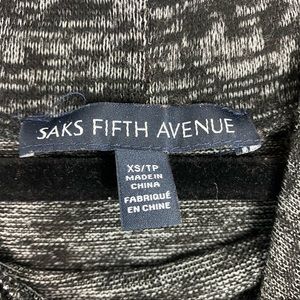 SAKS FIFTH AVENUE
XS/TP
MADE IN
CHINA
FABRIQUÉ
EN CHINE